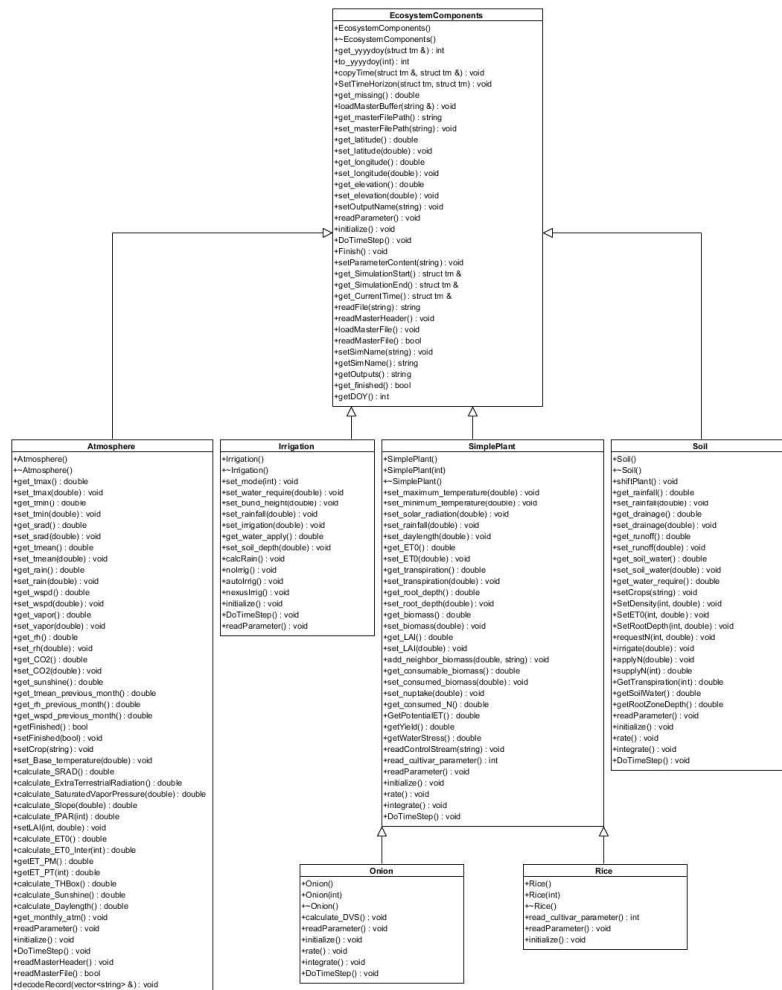 EcosystemComponents
+EcosystemComponents()
+~EcosystemComponents()
+get_yyyydoy(struct tm &) : int
+to_yyyydoy(int) : int
+copyTime(struct tm &, struct tm &) : void
+SetTimeHorizon(struct tm, struct tm) : void
+get_missing() : double
+loadMasterBuffer(string &) : void
+get_masterFilePath() : string
+set_masterFilePath(string) : void
+get_latitude() : double
+set_latitude(double) : void
+get_longitude() : double
+set_longitude(double) : void
+get_elevation() : double
+set_elevation(double) : void
+setOutputName(string) : void
+readParameter() : void
+initialize() : void
+DoTimeStep() : void
+Finish() : void
+setParameterContent(string) : void
+get_SimulationStart() : struct tm &
+get_SimulationEnd() : struct tm &
+get_CurrentTime() : struct tm &
+readFile(string) : string
+readMasterHeader() : void
+loadMasterFile() : void
+readMasterFile() : bool
+setSimName(string) : void
+getSimName() : string
+getOutputs() : string
+get_finished() : bool
+getDOY() : int
Atmosphere
+Atmosphere()
+~Atmosphere()
+get_tmax() : double
+set_tmax(double) : void
+get_tmin() : double
+set_tmin(double) : void
+get_srad() : double
+set_srad(double) : void
+get_tmean() : double
+set_tmean(double) : void
+get_rain() : double
+set_rain(double) : void
+get_wspd() : double
+set_wspd(double) : void
+get_vapor() : double
+set_vapor(double) : void
+get_rh() : double
+set_rh(double) : void
+get_CO2() : double
+set_CO2(double) : void
+get_sunshine() : double
+get_tmean_previous_month() : double
+get_rh_previous_month() : double
+get_wspd_previous_month() : double
+getFinished() : bool
+setFinished(bool) : void
+setCrop(string) : void
+set_Base_temperature(double) : void
+calculate_SRAD() : double
+calculate_ExtraTerrestrialRadiation() : double
+calculate_SaturatedVaporPressure(double) : double
+calculate_Slope(double) : double
+calculate_fPAR(int) : double
+setLAI(int, double) : void
+calculate_ET0() : double
+calculate_ET0_Inter(int) : double
+getET_PM() : double
+getET_PT(int) : double
+calculate_THBox() : double
+calculate_Sunshine() : double
+calculate_Daylength() : double
+get_monthly_atm() : void
+readParameter() : void
+initialize() : void
+DoTimeStep() : void
+readMasterHeader() : void
+readMasterFile() : bool
+decodeRecord(vector<string> &) : void
Irrigation
+Irrigation()
+~Irrigation()
+set_mode(int) : void
+set_water_require(double) : void
+set_bund_height(double) : void
+set_rainfall(double) : void
+set_irrigation(double) : void
+get_water_apply() : double
+set_soil_depth(double) : void
+calcRain() : void
+noIrrig() : void
+autoIrrig() : void
+nexusIrrig() : void
+initialize() : void
+DoTimeStep() : void
+readParameter() : void
SimplePlant
+SimplePlant()
+SimplePlant(int)
+~SimplePlant()
+set_maximum_temperature(double) : void
+set_minimum_temperature(double) : void
+set_solar_radiation(double) : void
+set_rainfall(double) : void
+set_daylength(double) : void
+get_ET0() : double
+set_ET0(double) : void
+get_transpiration() : double
+set_transpiration(double) : void
+get_root_depth() : double
+set_root_depth(double) : void
+get_biomass() : double
+set_biomass(double) : void
+get_LAI() : double
+set_LAI(double) : void
+add_neighbor_biomass(double, string) : void
+get_consumable_biomass() : double
+set_consumed_biomass(double) : void
+set_nuptake(double) : void
+get_consumed_N() : double
+GetPotentialET() : double
+getYield() : double
+getWaterStress() : double
+readControlStream(string) : void
+read_cultivar_parameter() : int
+readParameter() : void
+initialize() : void
+rate() : void
+integrate() : void
+DoTimeStep() : void
Soil
+Soil()
+~Soil()
+shiftPlant() : void
+get_rainfall() : double
+set_rainfall(double) : void
+get_drainage() : double
+set_drainage(double) : void
+get_runoff() : double
+set_runoff(double) : void
+get_soil_water() : double
+set_soil_water(double) : void
+get_water_require() : double
+setCrops(string) : void
+SetDensity(int, double) : void
+SetET0(int, double) : void
+SetRootDepth(int, double) : void
+requestN(int, double) : void
+irrigate(double) : void
+applyN(double) : void
+supplyN(int) : double
+GetTranspiration(int) : double
+getSoilWater() : double
+getRootZoneDepth() : double
+readParameter() : void
+initialize() : void
+rate() : void
+integrate() : void
+DoTimeStep() : void
Onion
+Onion()
+Onion(int)
+~Onion()
+calculate_DVS() : void
+readParameter() : void
+initialize() : void
+rate() : void
+integrate() : void
+DoTimeStep() : void
Rice
+Rice()
+Rice(int)
+~Rice()
+read_cultivar_parameter() : int
+readParameter() : void
+initialize() : void